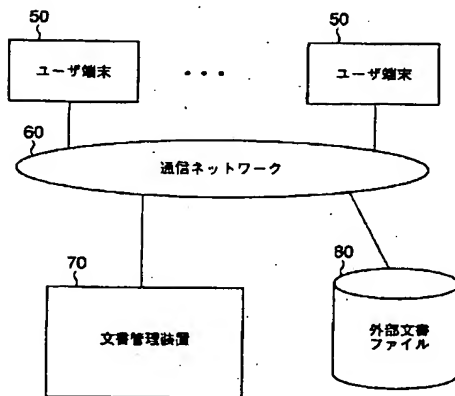 50
50
ユーザ端末
...
ユーザ端末
60
通信ネットワーク
70
80
文書管理装置
外部文書
ファイル